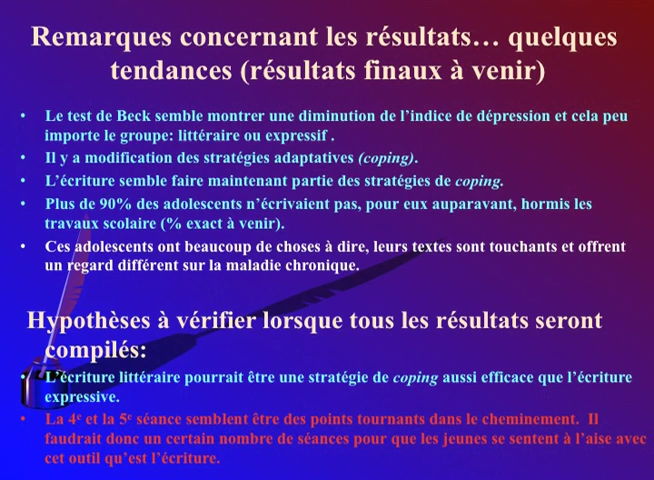 Remarques concernant les résultats… quelques
tendances (résultats finaux à venir)
• Le test de Beck semble montrer une diminution de l’indice de dépression et cela peu
importe le groupe: littéraire ou expressif .
• Il y a modification des stratégies adaptatives (coping).
• L’écriture semble faire maintenant partie des stratégies de coping.
• Plus de 90% des adolescents n’écrivaient pas, pour eux auparavant, hormis les
travaux scolaire (% exact à venir).
• Ces adolescents ont beaucoup de choses à dire, leurs textes sont touchants et offrent
un regard différent sur la maladie chronique.
Hypothèses à vérifier lorsque tous les résultats seront
compilés:
• L’écriture littéraire pourrait être une stratégie de coping aussi efficace que l’écriture
expressive.
• La 4e et la 5e séance semblent être des points tournants dans le cheminement. Il
faudrait donc un certain nombre de séances pour que les jeunes se sentent à l’aise avec
cet outil qu’est l’écriture.